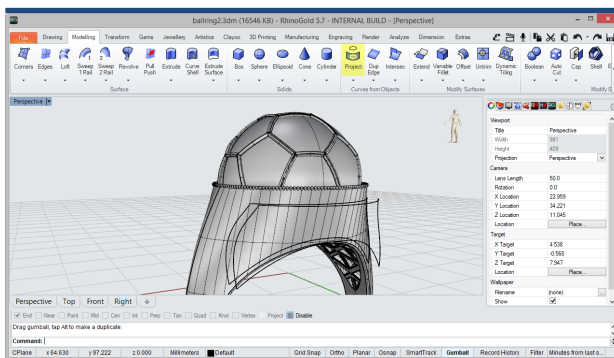 ballring2.3dm (16546 KB) - RhinoGold 5.7 - INTERNAL BUILD - [Perspective]
File Drawing Modelling Transform Gems Jewellery Artistics Clayoo 3D Printing Manufacturing Engraving Render Analyze Dimension Extras
Corners Edges Loft Sweep 1 Rail Sweep 2 Rail Revolve Pull Push Extrude Curve Shell Extrude Surface Box Sphere Ellipsoid Cone Cylinder Project Dup Edge Intersec Extend Variable Fillet Offset Untrim Dynamic Tiling Boolean Auto Cut Cap Shell
Surface Solids Curves from Objects Modify Surfaces Modify S
Perspective
Viewport
Title Perspective
Width 981
Height 409
Projection Perspective
Camera
Lens Length 50.0
Rotation 0.0
X Location 22.959
Y Location 34.221
Z Location 11.045
Location Place...
Target
X Target 4.538
Y Target -0.968
Z Target 7.947
Location Place...
Wallpaper
Filename (none) ...
Show
Perspective Top Front Right
End Near Point Mid Cen Int Perp Tan Quad Knot Vertex Project Disable
Drag gumball, tap Alt to make a duplicate:
Command:
CPlane x 64.630 y 97.222 z 0.000 Millimeters Default Grid Snap Ortho Planar Osnap SmartTrack Gumball Record History Filter Minutes from last s...